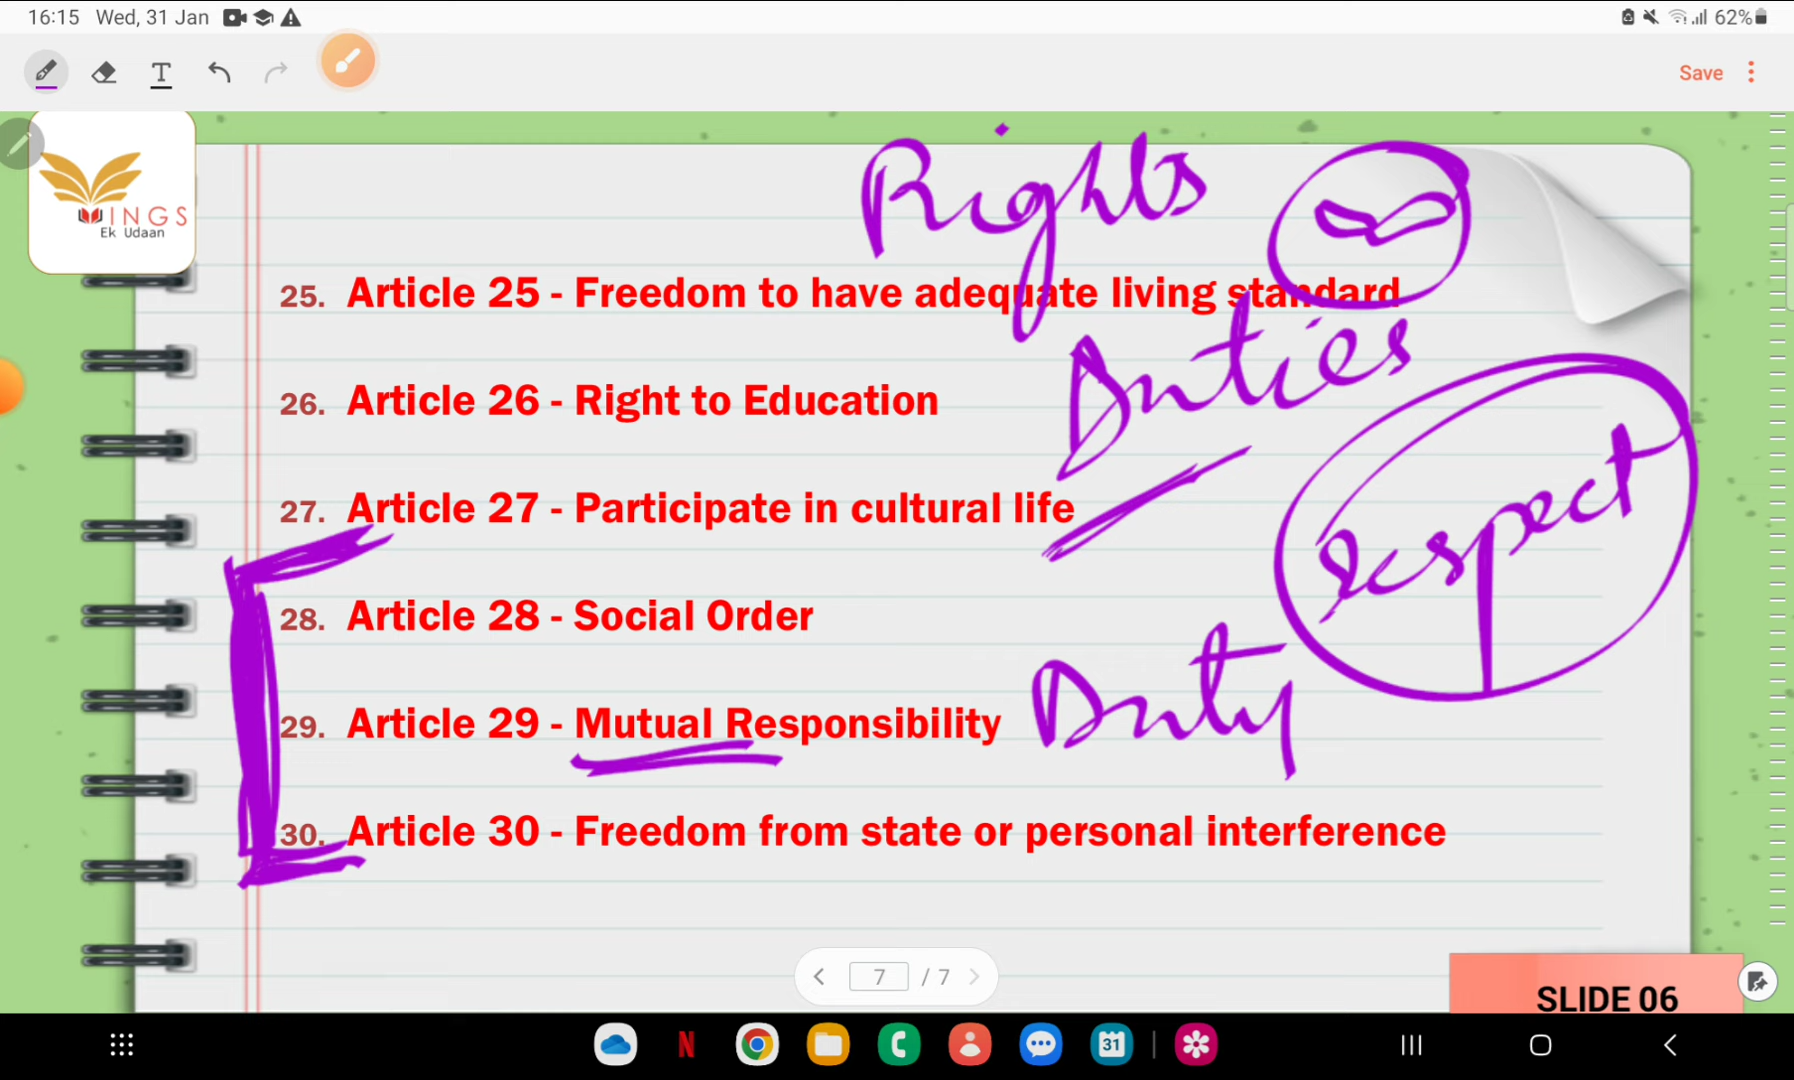 16:15 Wed, 31 Jan 62%
T Save
WINGS
Ek Udaan
Rights
25. Article 25 - Freedom to have adequate living standard
Duties
26. Article 26 - Right to Education
27. Article 27 - Participate in cultural life
respect
28. Article 28 - Social Order
29. Article 29 - Mutual Responsibility Duty
30. Article 30 - Freedom from state or personal interference
7 / 7
SLIDE 06
N 31